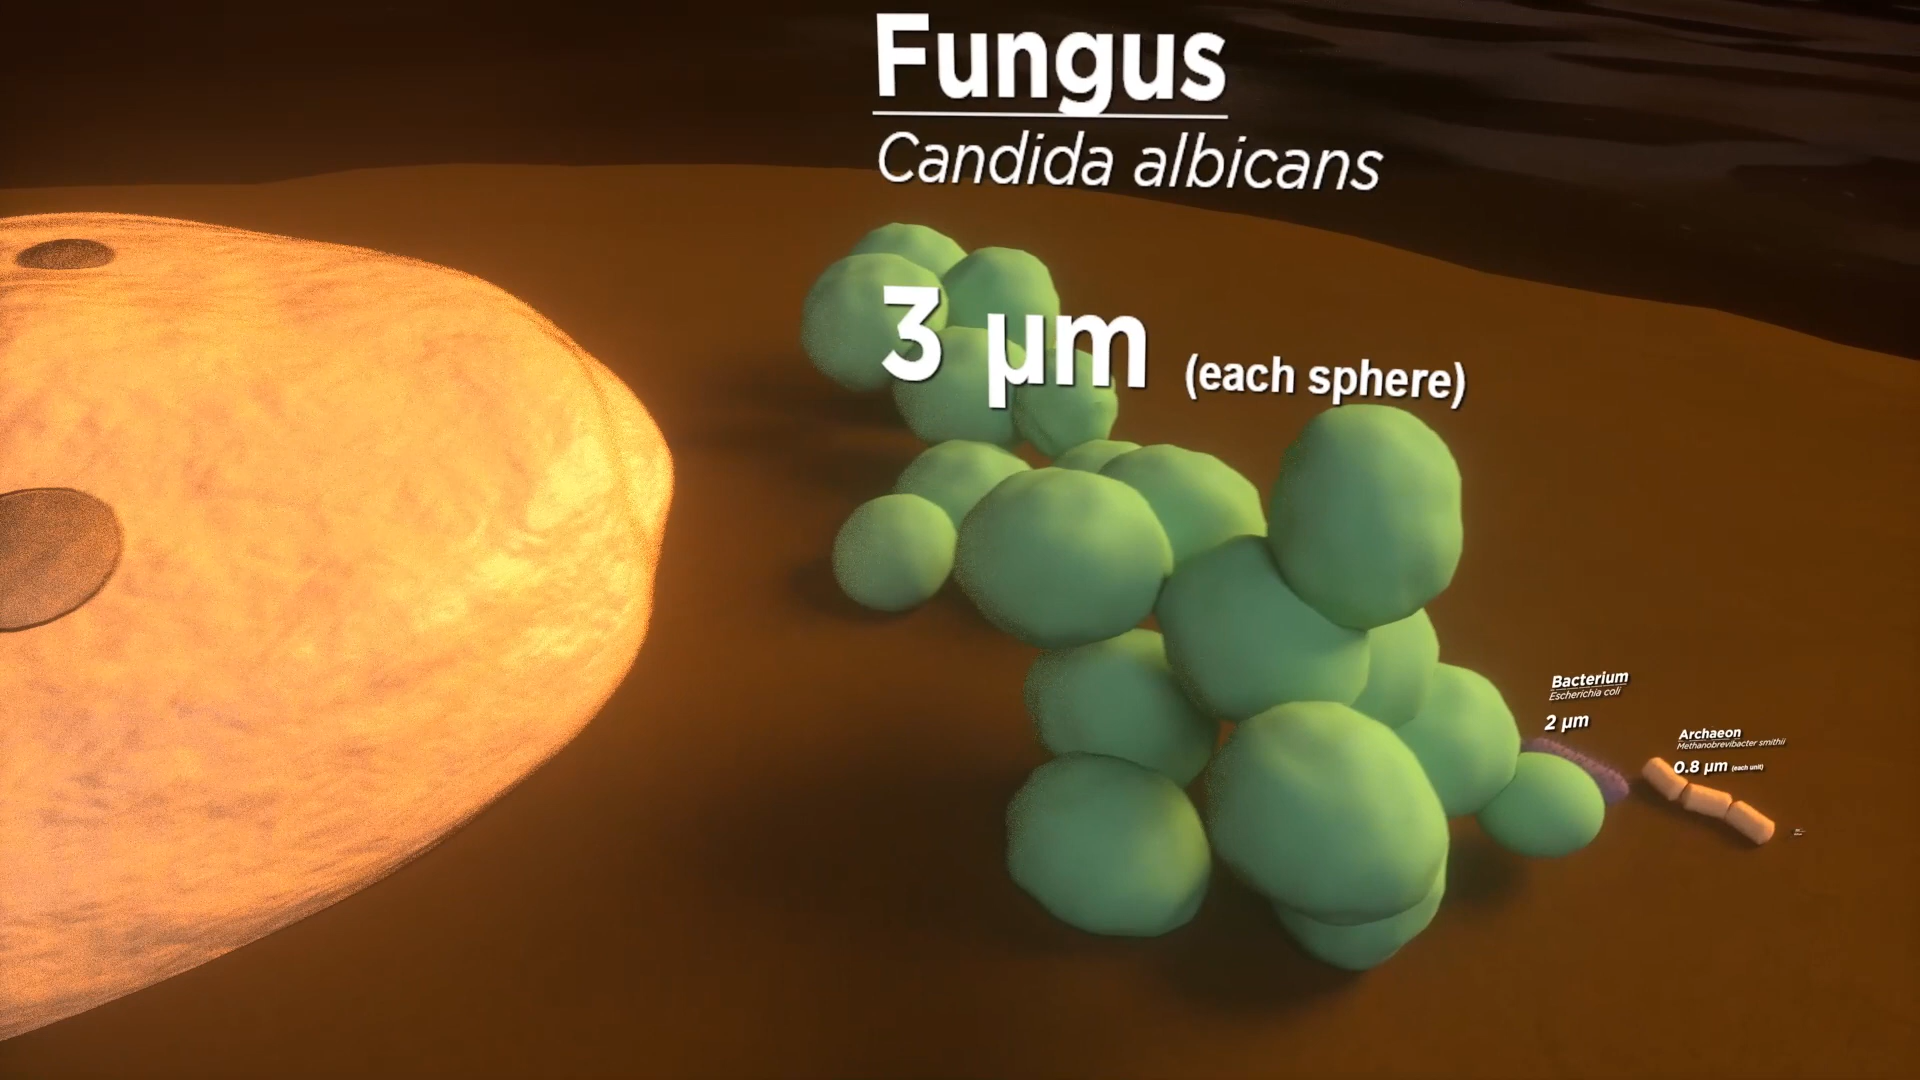 Fungus
Candida albicans
3 μm (each sphere)
Bacterium
Escherichia coli
2 μm
Archaeon
Methanobrevibacter smithii
0.8 μm (each unit)